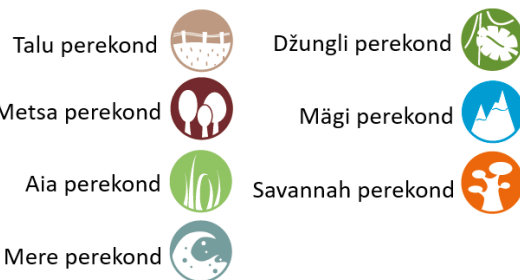 Talu perekond
Džungli perekond
Metsa perekond
Mägi perekond
Aia perekond
Savannah perekond
Mere perekond